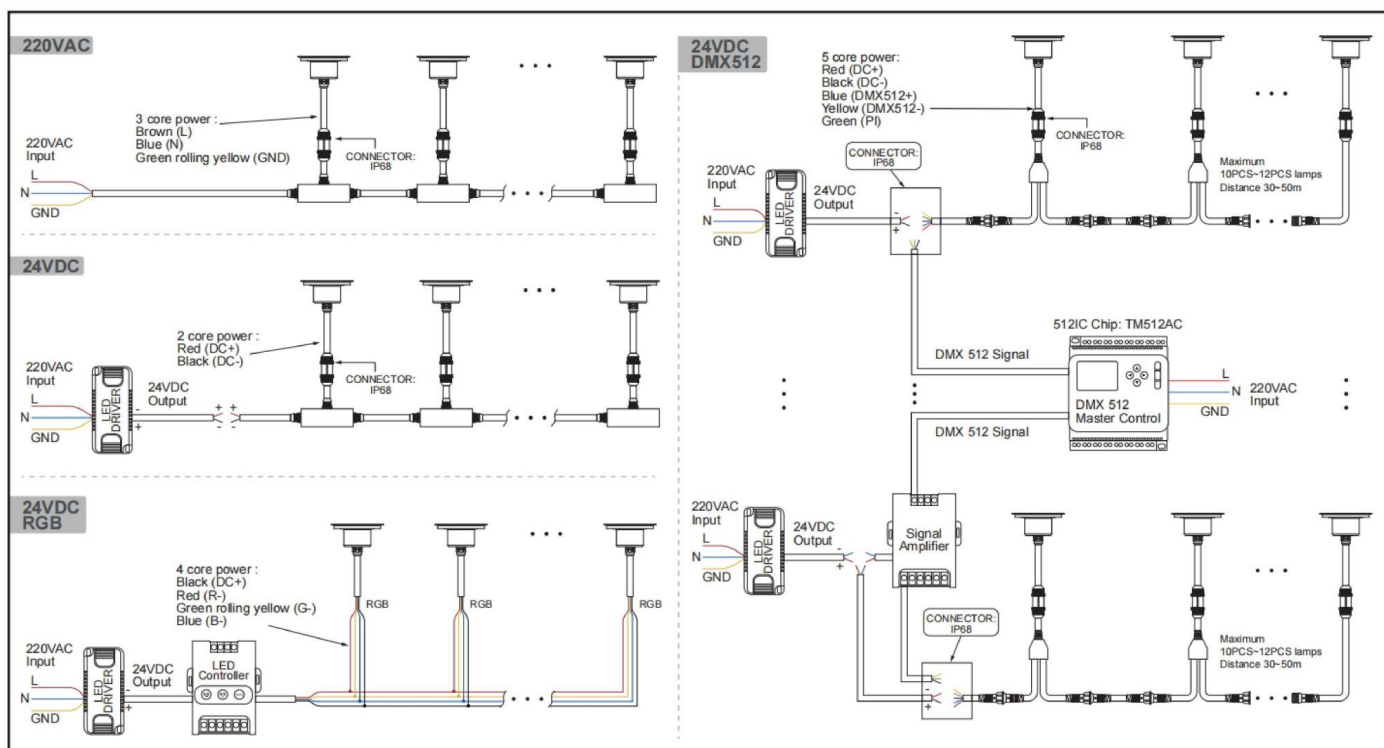 220VAC
3 core power :
Brown (L)
Blue (N)
Green rolling yellow (GND)
220VAC
Input
L
N
GND
CONNECTOR:
IP68
24VDC
2 core power :
Red (DC+)
Black (DC-)
220VAC
Input
L
N
GND
LED
DRIVER
-
+
24VDC
Output
+ +
- -
CONNECTOR:
IP68
24VDC
RGB
4 core power :
Black (DC+)
Red (R-)
Green rolling yellow (G-)
Blue (B-)
RGB
RGB
RGB
220VAC
Input
L
N
GND
LED
DRIVER
-
+
24VDC
Output
LED
Controller
24VDC
DMX512
5 core power:
Red (DC+)
Black (DC-)
Blue (DMX512+)
Yellow (DMX512-)
Green (PI)
CONNECTOR:
IP68
CONNECTOR:
IP68
Maximum
10PCS~12PCS lamps
Distance 30~50m
220VAC
Input
L
N
GND
LED
DRIVER
24VDC
Output
-
+
512IC Chip: TM512AC
DMX 512 Signal
DMX 512
Master Control
L
N
GND
220VAC
Input
DMX 512 Signal
220VAC
Input
L
N
GND
LED
DRIVER
24VDC
Output
-
+
Signal
Amplifier
CONNECTOR:
IP68
-
+
Maximum
10PCS~12PCS lamps
Distance 30~50m